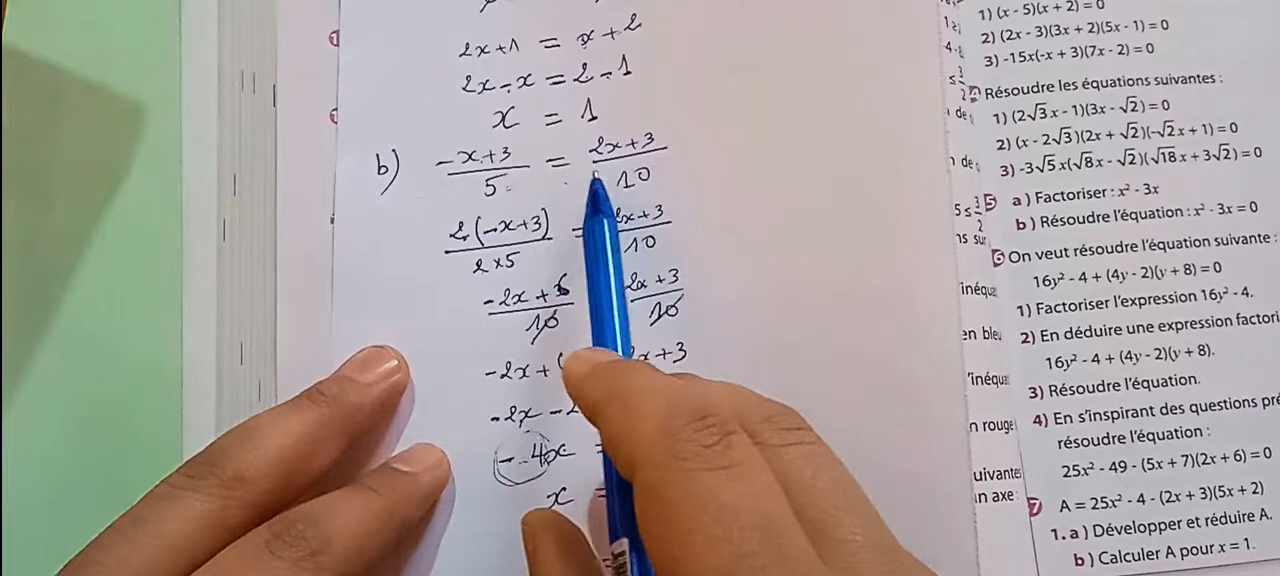 2x+1 = x+2
2x-x = 2-1
x = 1
b) -x+3/5 = 2x+3/10
2(-x+3)/2×5 = 2x+3/10
-2x+6/10 2x+3/10
-2x+ 2x+3
-2x -
-4x =
x =
1) (x - 5)(x + 2) = 0
2) (2x - 3)(3x + 2)(5x - 1) = 0
3) -15x(-x + 3)(7x - 2) = 0
Résoudre les équations suivantes :
1) (2√3 x - 1)(3x - √2) = 0
2) (x - 2√3)(2x + √2)(-√2x + 1) = 0
3) -3√5 x(√8x - √2)(√18x + 3√2) = 0
5 a) Factoriser : x² - 3x
b) Résoudre l'équation : x² - 3x = 0
6 On veut résoudre l'équation suivante :
16y² - 4 + (4y - 2)(y + 8) = 0
1) Factoriser l'expression 16y² - 4.
2) En déduire une expression factori
16y² - 4 + (4y - 2)(y + 8).
3) Résoudre l'équation.
4) En s'inspirant des questions pré
résoudre l'équation :
25x² - 49 - (5x + 7)(2x + 6) = 0
7 A = 25x² - 4 - (2x + 3)(5x + 2)
1. a) Développer et réduire A.
b) Calculer A pour x = 1.